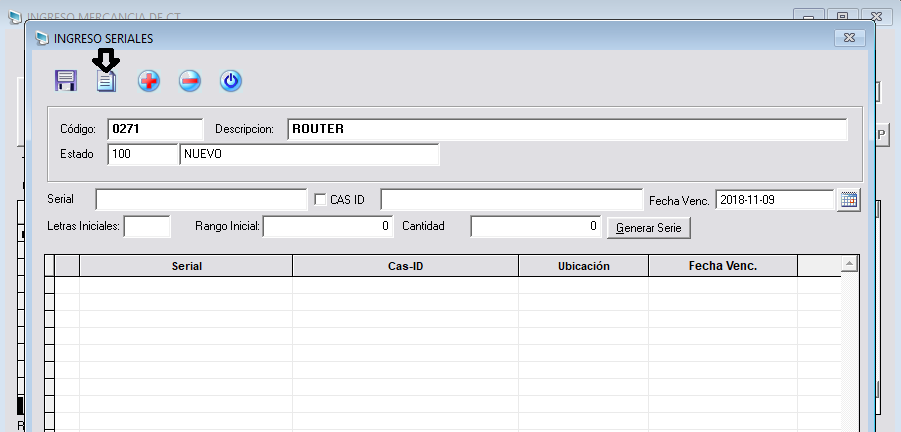 INGRESO MERCANCIA DE CT
INGRESO SERIALES
Código: 0271 Descripcion: ROUTER
Estado 100 NUEVO
P
Serial CAS ID Fecha Venc. 2018-11-09
Letras Iniciales: Rango Inicial: 0 Cantidad 0 Generar Serie
Serial Cas-ID Ubicación Fecha Venc.
R